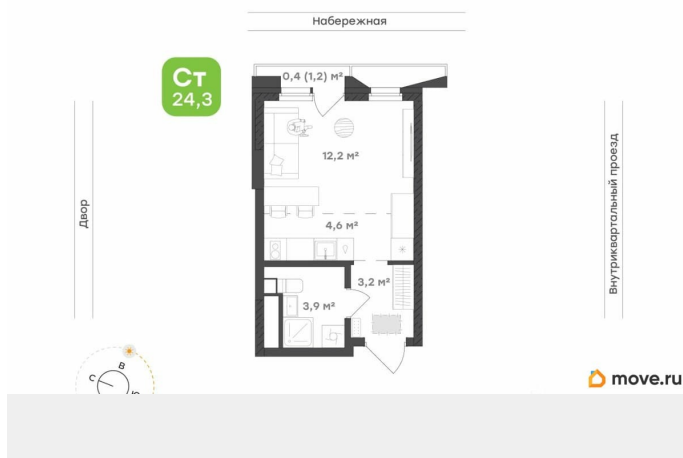 Набережная
Ст
24,3
0,4 (1,2) м²
12,2 м²
Двор
Внутриквартальный проезд
4,6 м²
3,2 м²
3,9 м²
В
С
move.ru